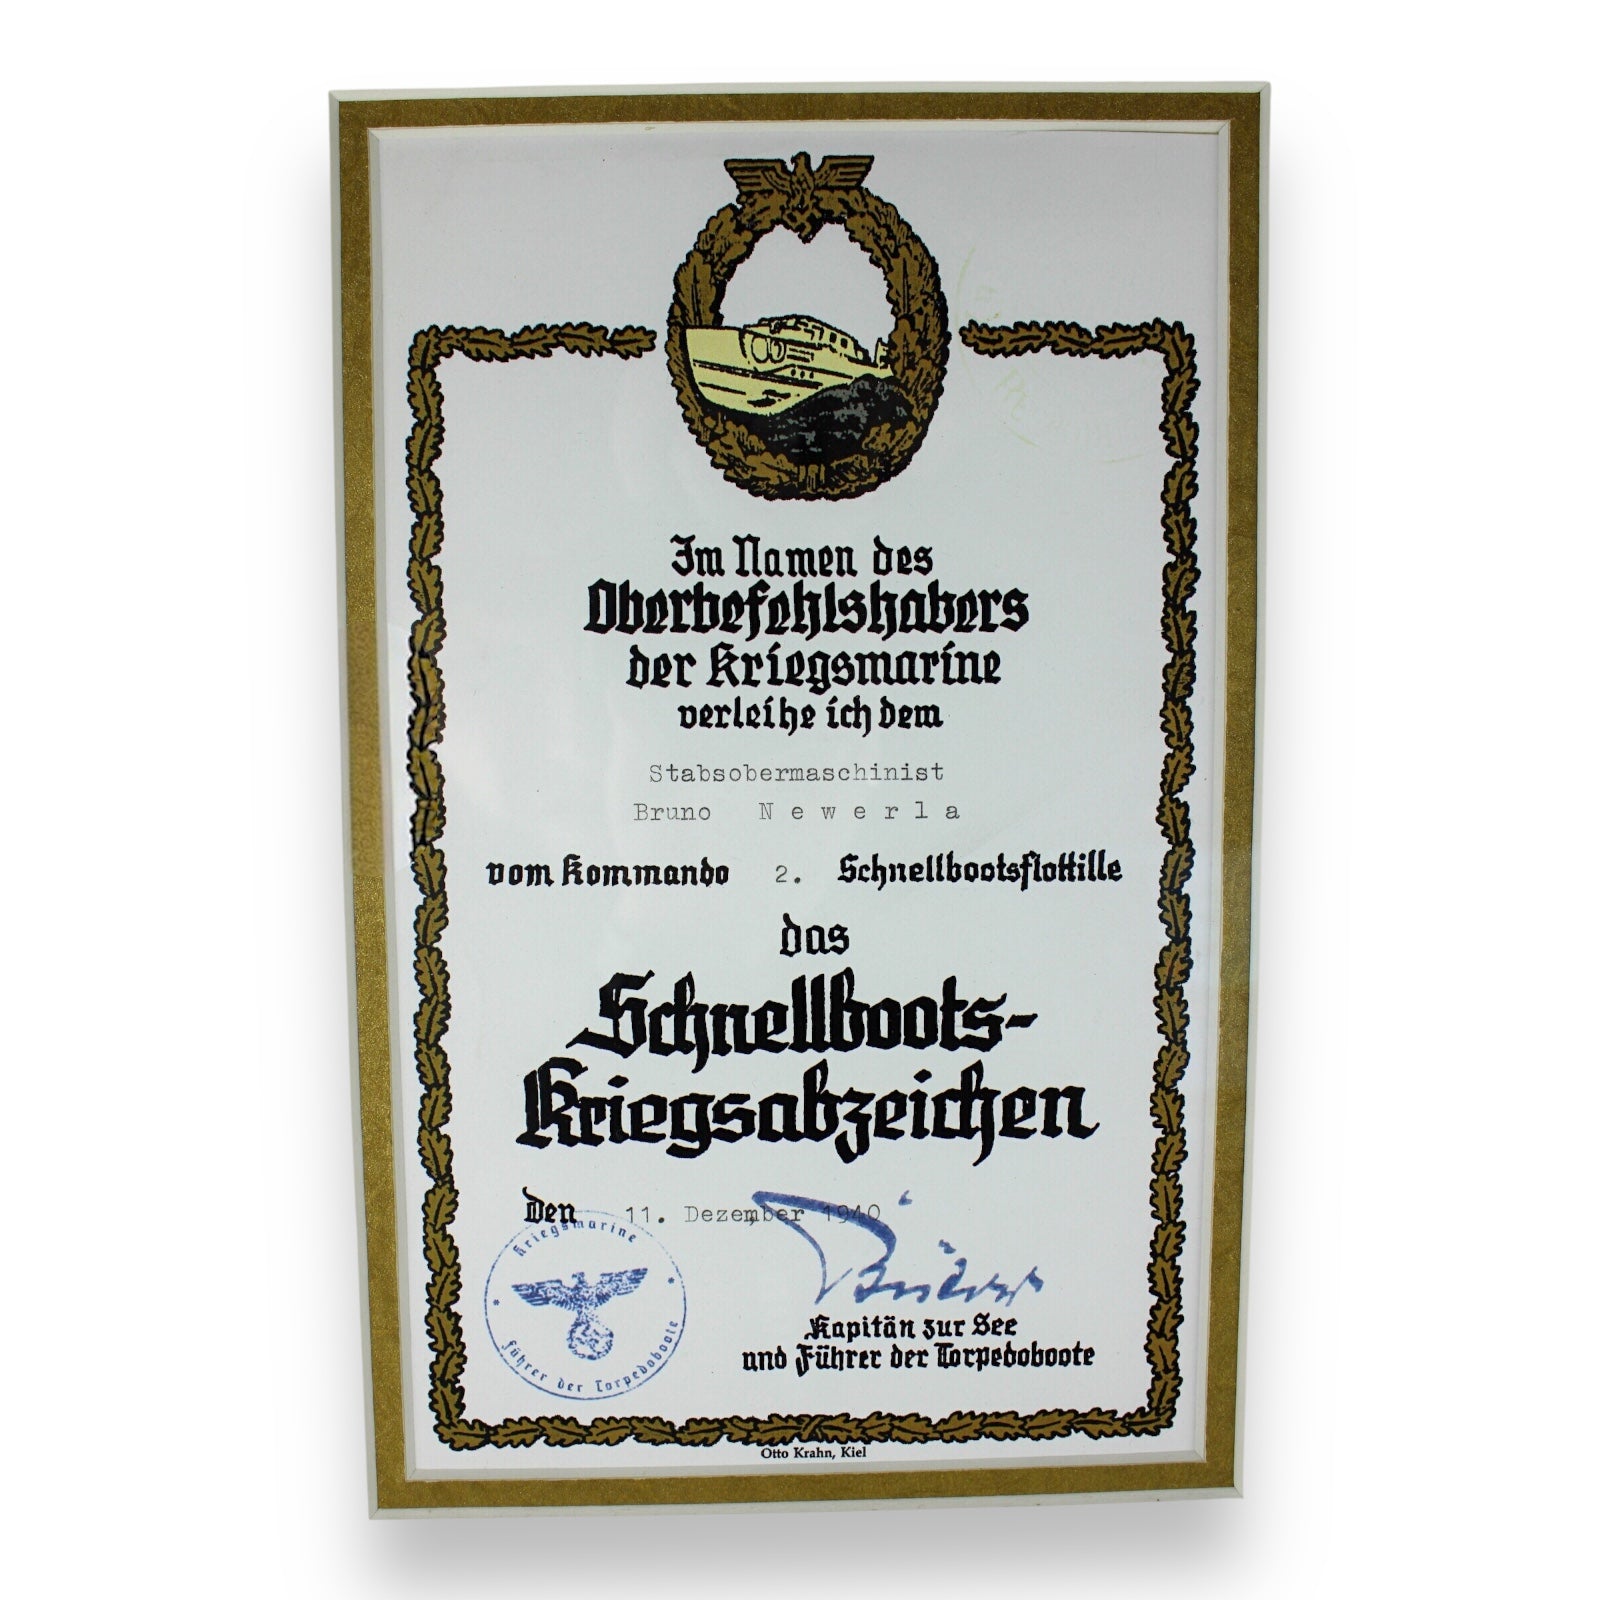 Im Namen des
Oberbefehlshabers
der Kriegsmarine
verleihe ich dem
Stabsobermaschinist
Bruno N e w e r l a
vom Kommando 2. Schnellbootsflottille
das
Schnellboots-
Kriegsabzeichen
Den 11. Dezember 1940
Kriegsmarine
Führer der Torpedoboote
Kapitän zur See
und Führer der Torpedoboote
Otto Krahn, Kiel